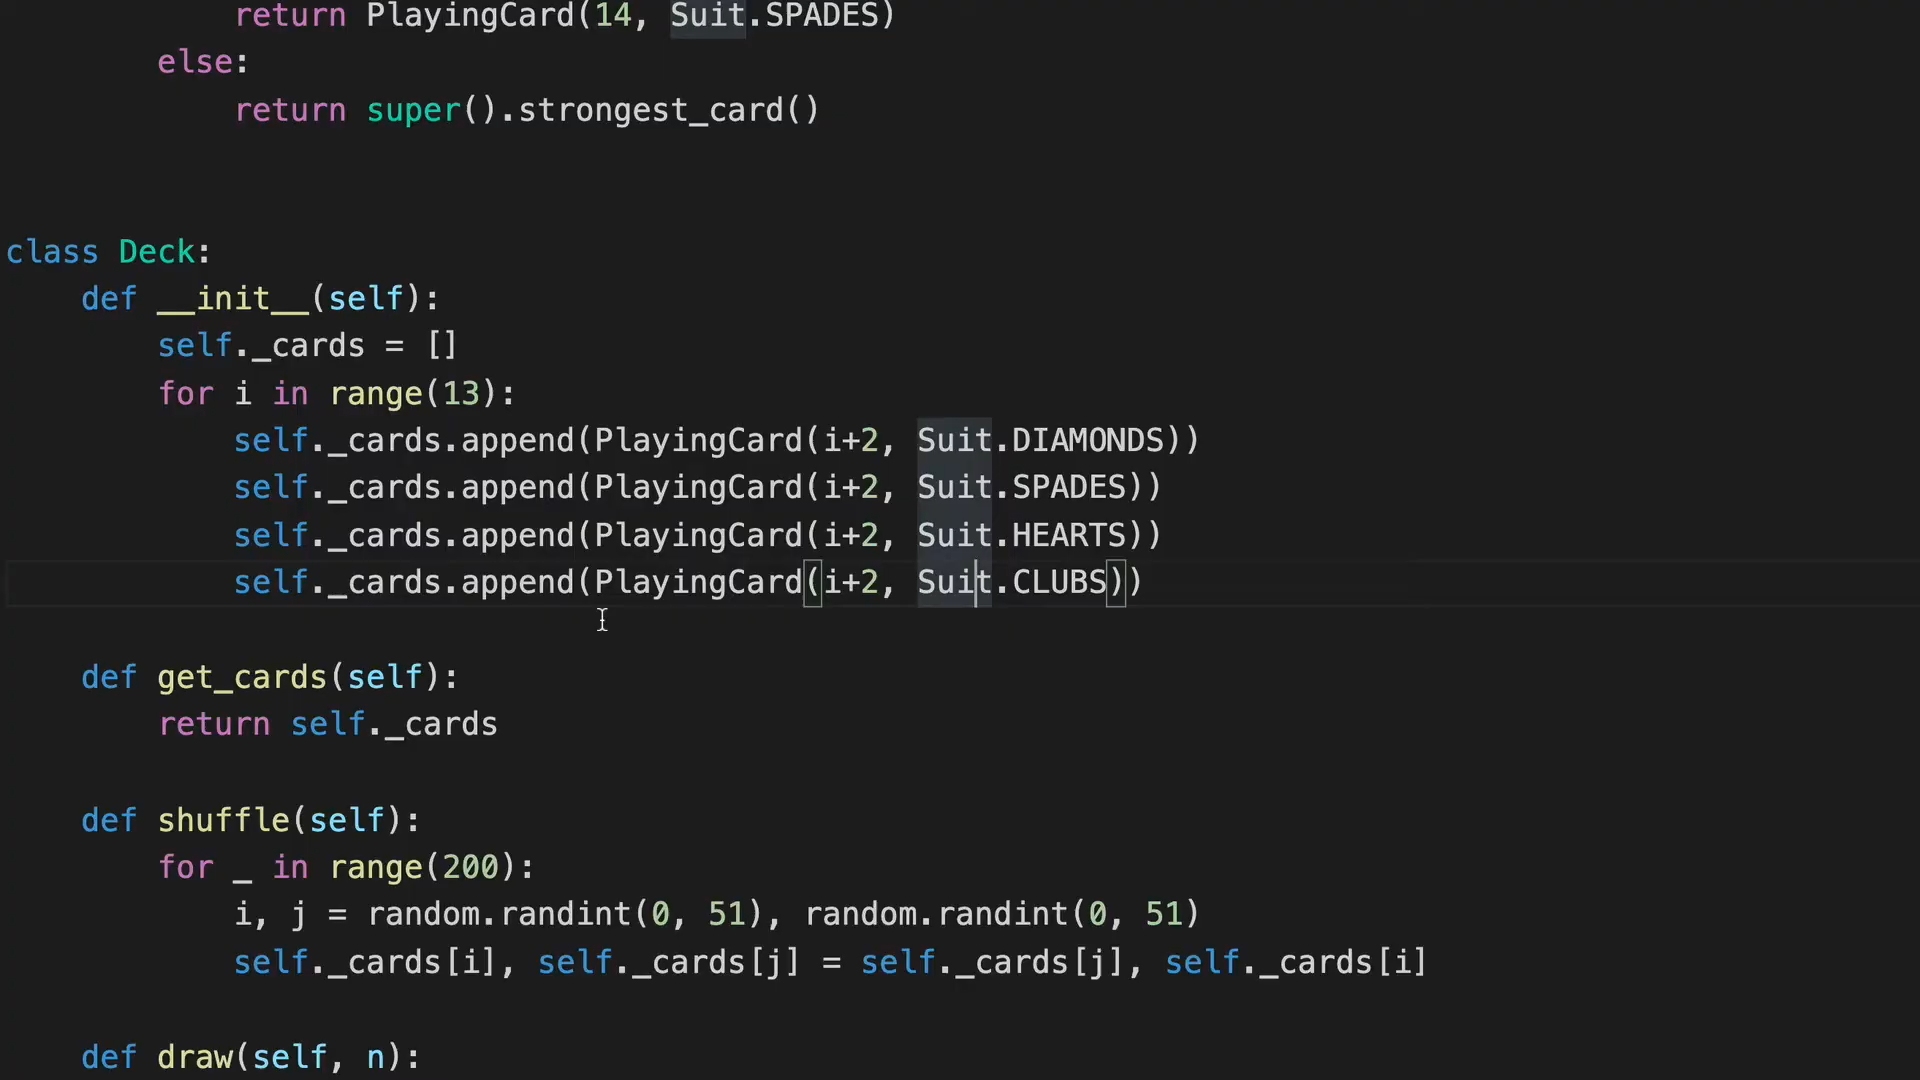 return PlayingCard(14, Suit.SPADES)
else:
return super().strongest_card()
class Deck:
def __init__(self):
self._cards = []
for i in range(13):
self._cards.append(PlayingCard(i+2, Suit.DIAMONDS))
self._cards.append(PlayingCard(i+2, Suit.SPADES))
self._cards.append(PlayingCard(i+2, Suit.HEARTS))
self._cards.append(PlayingCard(i+2, Suit.CLUBS))
def get_cards(self):
return self._cards
def shuffle(self):
for _ in range(200):
i, j = random.randint(0, 51), random.randint(0, 51)
self._cards[i], self._cards[j] = self._cards[j], self._cards[i]
def draw(self, n):